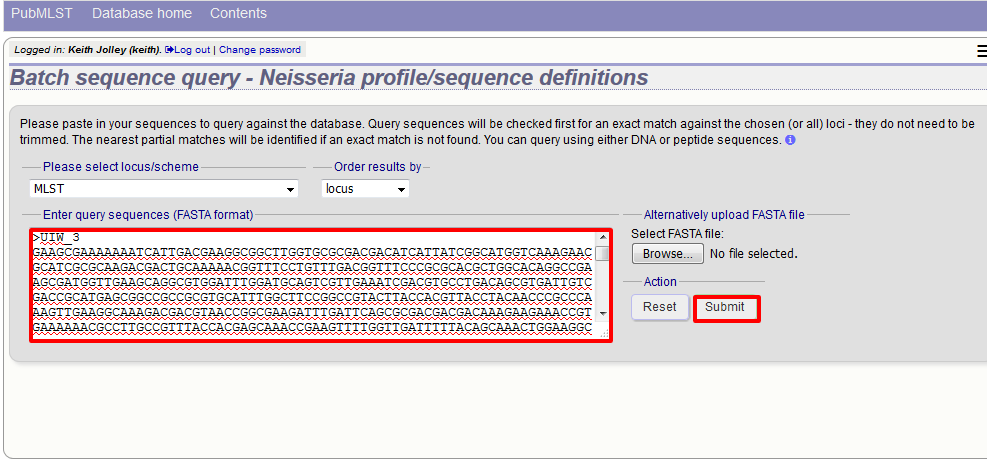 PubMLST Database home Contents
Logged in: Keith Jolley (keith). Log out | Change password
Batch sequence query - Neisseria profile/sequence definitions
Please paste in your sequences to query against the database. Query sequences will be checked first for an exact match against the chosen (or all) loci - they do not need to be
trimmed. The nearest partial matches will be identified if an exact match is not found. You can query using either DNA or peptide sequences.
Please select locus/scheme
Order results by
MLST
locus
Enter query sequences (FASTA format)
Alternatively upload FASTA file
>UIW_3
GAAGCGAAAAAAATCATTGACGAAGGCGGCTTGGTGCGCGACGACATCATTATCGGCATGGTCAAAGAAC
GCATCGCGCAAGACGACTGCAAAAACGGTTTCCTGTTTGACGGTTTCCCGCGCACGCTGGCACAGGCCGA
AGCGATGGTTGAAGCAGGCGTGGATTTGGATGCAGTCGTTGAAATCGACGTGCCTGACAGCGTGATTGTC
GACCGCATGAGCGGCCGCCGCGTGCATTTGGCTTCCGGCCGTACTTACCACGTTACCTACAACCCGCCCA
AAGTTGAAGGCAAAGACGACGTAACCGGCGAAGATTTGATTCAGCGCGACGACGACAAAGAAGAAACCGT
GAAAAAACGCCTTGCCGTTTACCACGAGCAAACCGAAGTTTTGGTTGATTTTTACAGCAAACTGGAAGGC
Select FASTA file:
Browse... No file selected.
Action
Reset
Submit